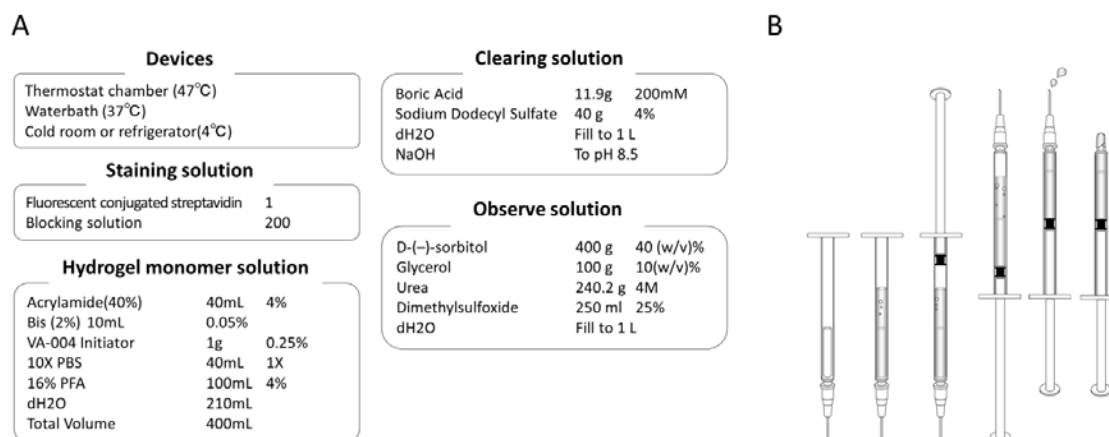 A
Devices
Thermostat chamber (47℃)
Waterbath (37℃)
Cold room or refrigerator(4℃)
Staining solution
Fluorescent conjugated streptavidin 1
Blocking solution 200
Hydrogel monomer solution
Acrylamide(40%) 40mL 4%
Bis (2%) 10mL 0.05%
VA-004 Initiator 1g 0.25%
10X PBS 40mL 1X
16% PFA 100mL 4%
dH2O 210mL
Total Volume 400mL
Clearing solution
Boric Acid 11.9g 200mM
Sodium Dodecyl Sulfate 40 g 4%
dH2O Fill to 1 L
NaOH To pH 8.5
Observe solution
D-(−)-sorbitol 400 g 40 (w/v)%
Glycerol 100 g 10(w/v)%
Urea 240.2 g 4M
Dimethylsulfoxide 250 ml 25%
dH2O Fill to 1 L
B